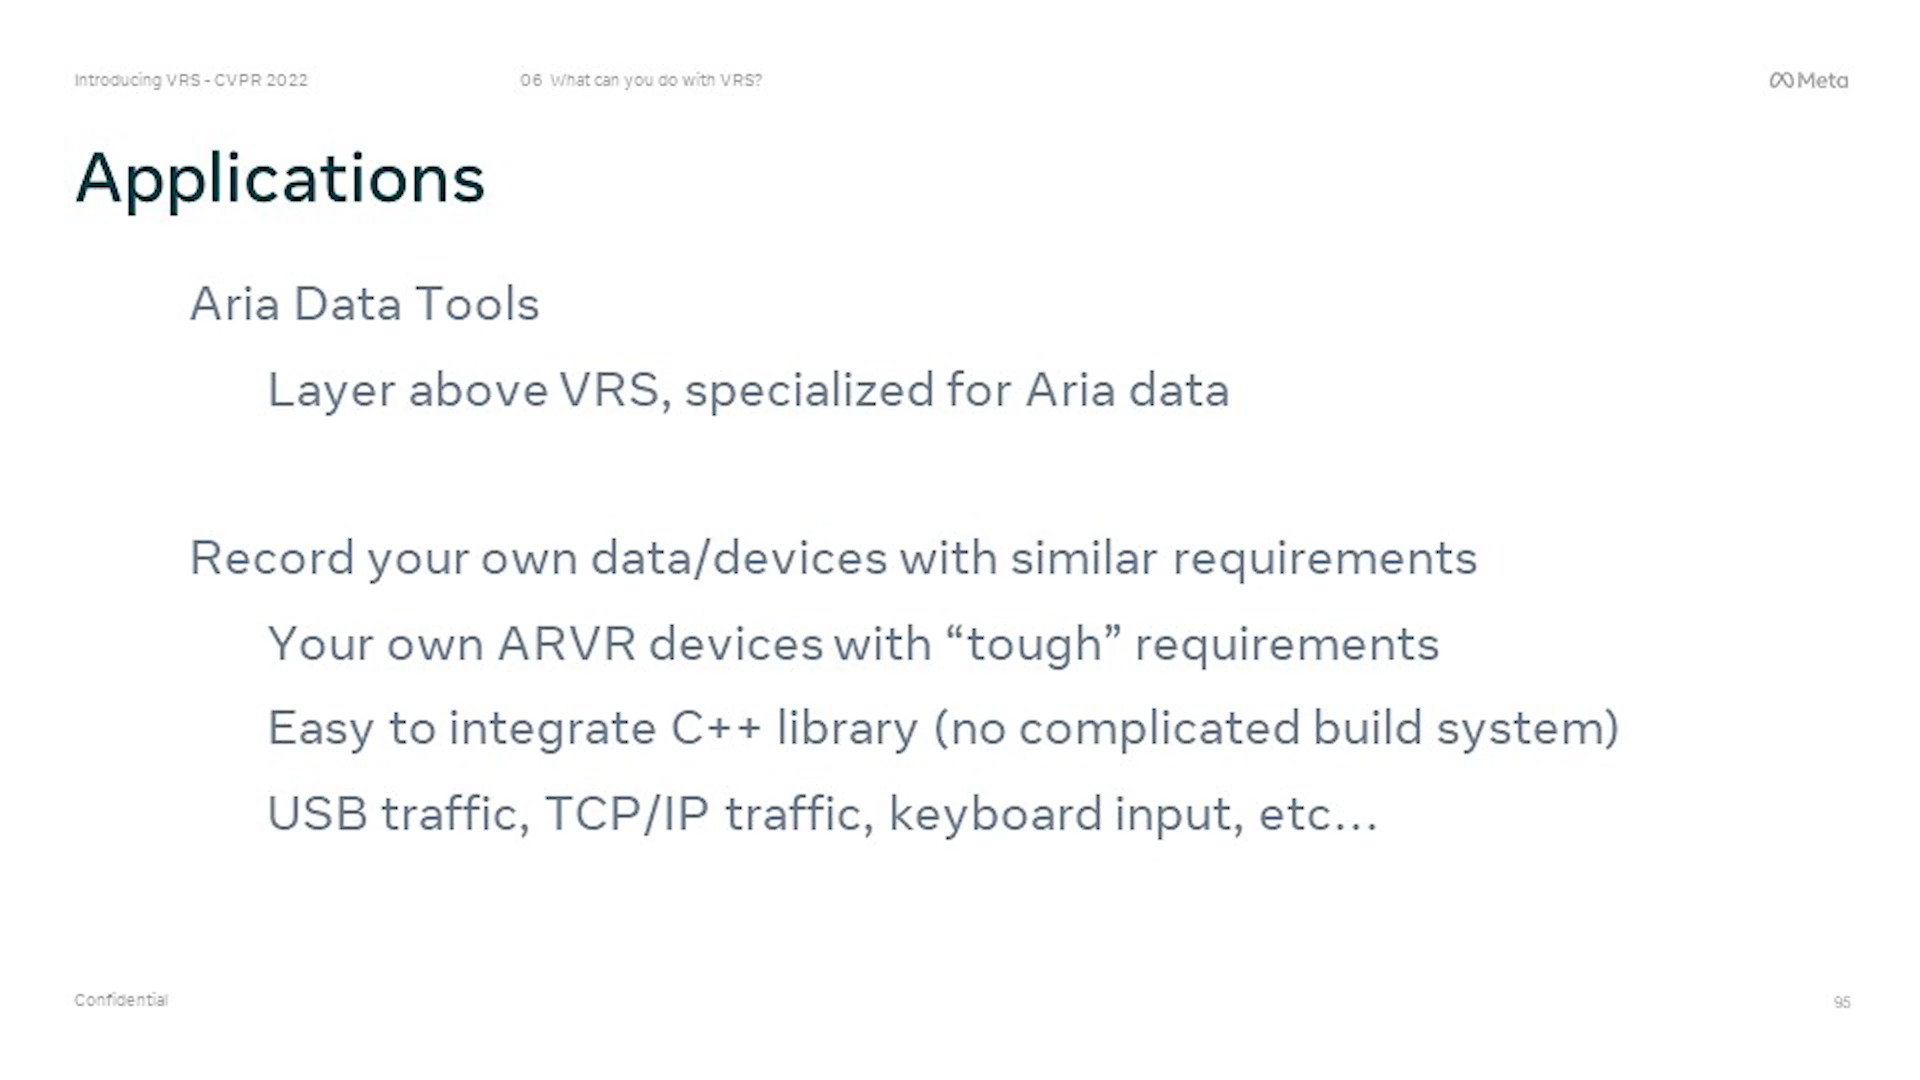 Introducing VRS - CVPR 2022
06 What can you do with VRS?
Meta
Applications
Aria Data Tools
Layer above VRS, specialized for Aria data
Record your own data/devices with similar requirements
Your own ARVR devices with “tough” requirements
Easy to integrate C++ library (no complicated build system)
USB traffic, TCP/IP traffic, keyboard input, etc...
Confidential
95